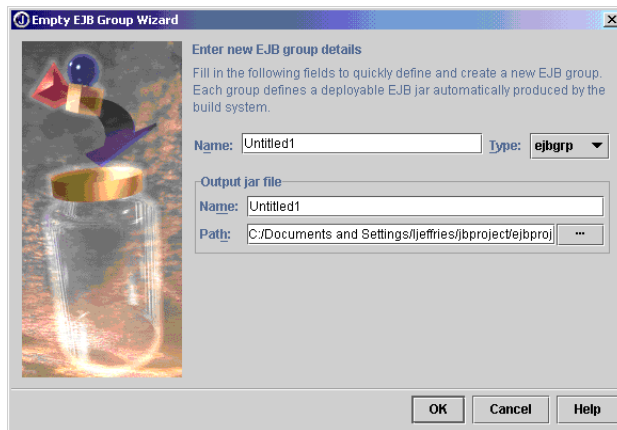 Empty EJB Group Wizard
Enter new EJB group details
Fill in the following fields to quickly define and create a new EJB group.
Each group defines a deployable EJB jar automatically produced by the
build system.
Name: Untitled1 Type: ejbgrp
Output jar file
Name: Untitled1
Path: C:/Documents and Settings/ljeffries/jbproject/ejbproj ...
OK Cancel Help